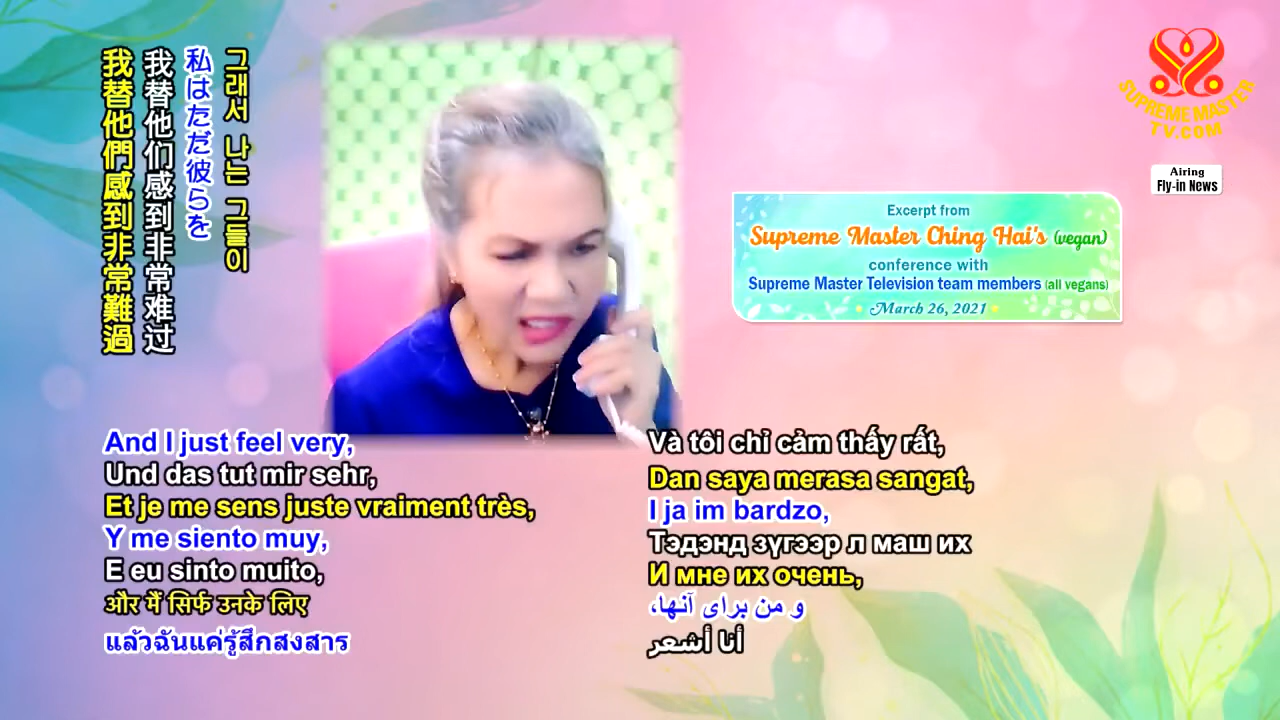 我替他們感到非常難過
我替他们感到非常难过
私はただ彼らを
그래서 나는 그들이
SUPREME MASTER
TV.COM
Airing
Fly-in News
Excerpt from
Supreme Master Ching Hai's (vegan)
conference with
Supreme Master Television team members (all vegans)
March 26, 2021
And I just feel very,
Und das tut mir sehr,
Et je me sens juste vraiment très,
Y me siento muy,
E eu sinto muito,
और मैं सिर्फ उनके लिए
แล้วฉันแค่รู้สึกสงสาร
Và tôi chỉ cảm thấy rất,
Dan saya merasa sangat,
I ja im bardzo,
Тэдэнд зүгээр л маш их
И мне их очень,
و من برای آنها،
أنا أشعر